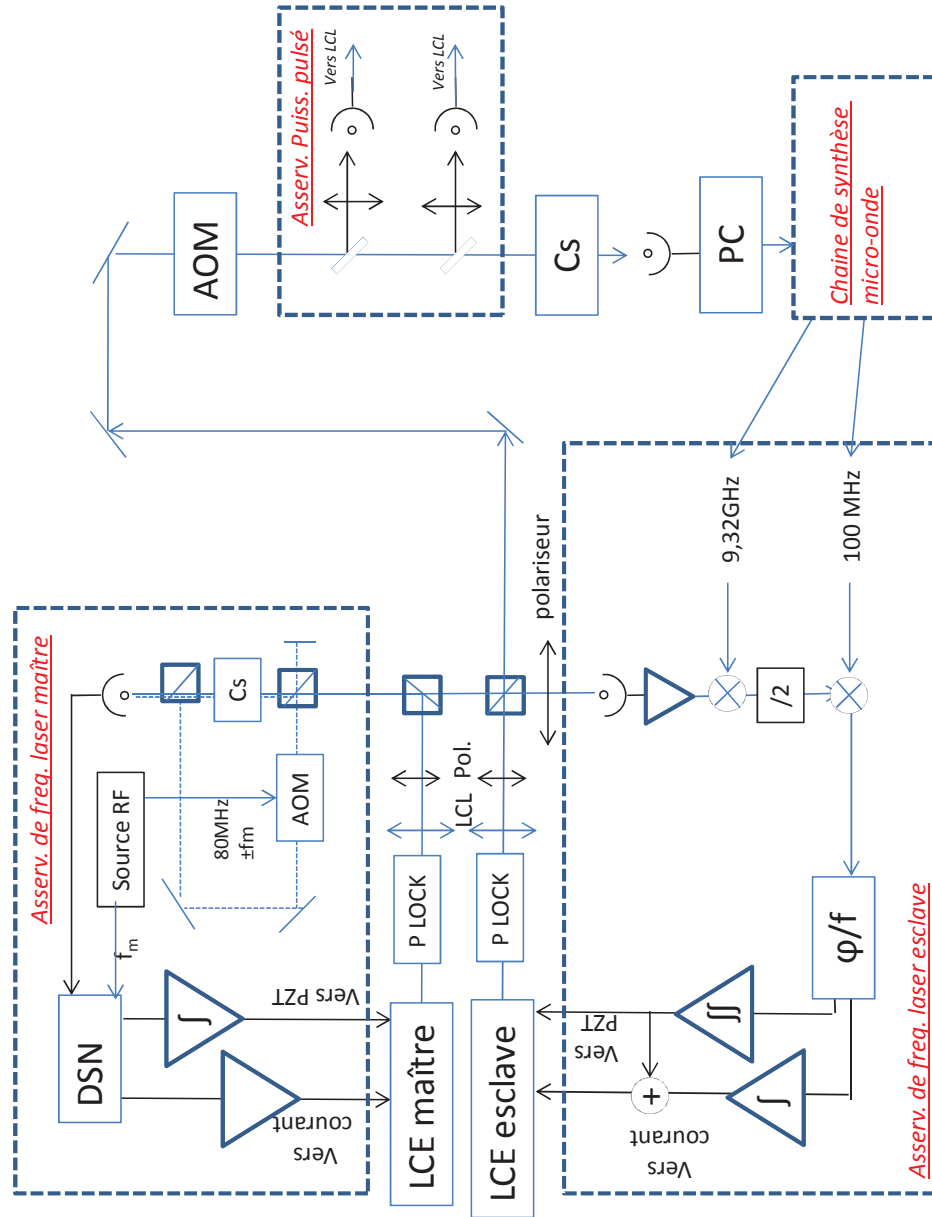 Asserv. de freq. laser maître
DSN
fm
Source RF
80MHz
±fm
AOM
Cs
Vers PZT
∫
Vers
courant
LCE maître
P LOCK
LCL
Pol.
LCE esclave
P LOCK
polariseur
AOM
Asserv. Puiss. pulsé
Vers LCL
Vers LCL
Cs
PC
Chaine de synthèse
micro-onde
9,32GHz
100 MHz
/2
φ/f
∫∫
∫
+
Vers
PZT
Vers
courant
Asserv. de freq. laser esclave